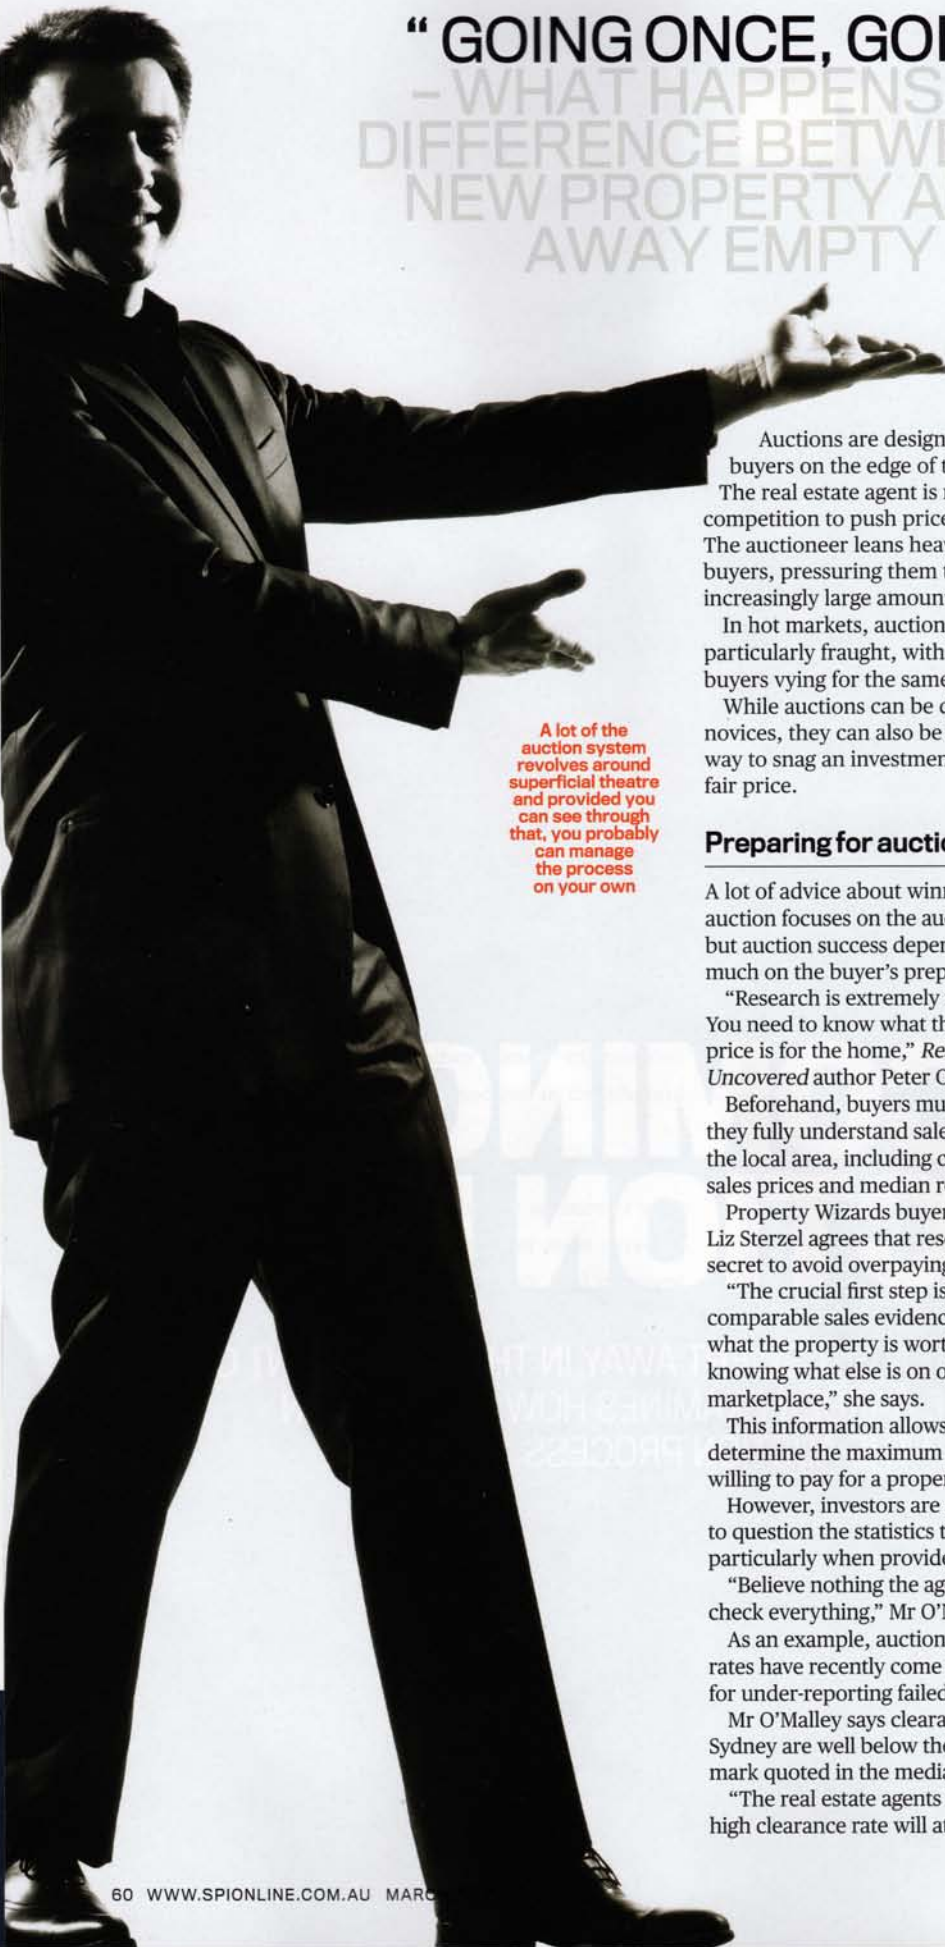 “ GOING ONCE, GOI
– WHAT HAPPENS
DIFFERENCE BETW
NEW PROPERTY A
AWAY EMPTY
Auctions are design
buyers on the edge of t
The real estate agent is
competition to push price
The auctioneer leans hea
buyers, pressuring them
increasingly large amoun
In hot markets, auction
particularly fraught, with
buyers vying for the same
While auctions can be
novices, they can also be
way to snag an investmen
fair price.
A lot of the
auction system
revolves around
superficial theatre
and provided you
can see through
that, you probably
can manage
the process
on your own
Preparing for auctio
A lot of advice about win
auction focuses on the au
but auction success depen
much on the buyer’s prep
“Research is extremely
You need to know what th
price is for the home,” Re
Uncovered author Peter O
Beforehand, buyers mu
they fully understand sale
the local area, including c
sales prices and median r
Property Wizards buyer
Liz Sterzel agrees that res
secret to avoid overpaying
“The crucial first step is
comparable sales evidenc
what the property is wort
knowing what else is on o
marketplace,” she says.
This information allows
determine the maximum
willing to pay for a proper
However, investors are
to question the statistics t
particularly when provide
“Believe nothing the ag
check everything,” Mr O’M
As an example, auction
rates have recently come
for under-reporting failed
Mr O’Malley says cleara
Sydney are well below the
mark quoted in the media
“The real estate agents
high clearance rate will at
60 WWW.SPIONLINE.COM.AU MARC